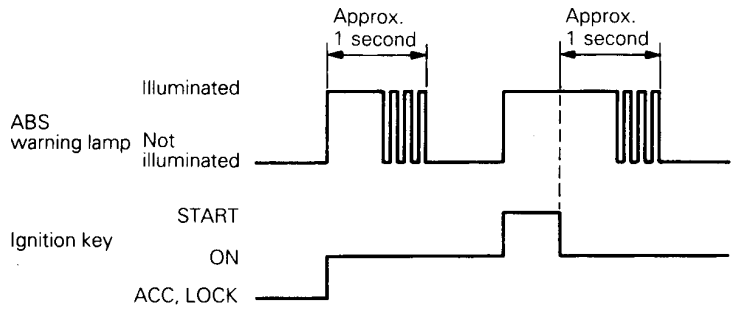 Approx.
1 second
Approx.
1 second
Illuminated
ABS
warning lamp
Not
illuminated
START
Ignition key
ON
ACC, LOCK